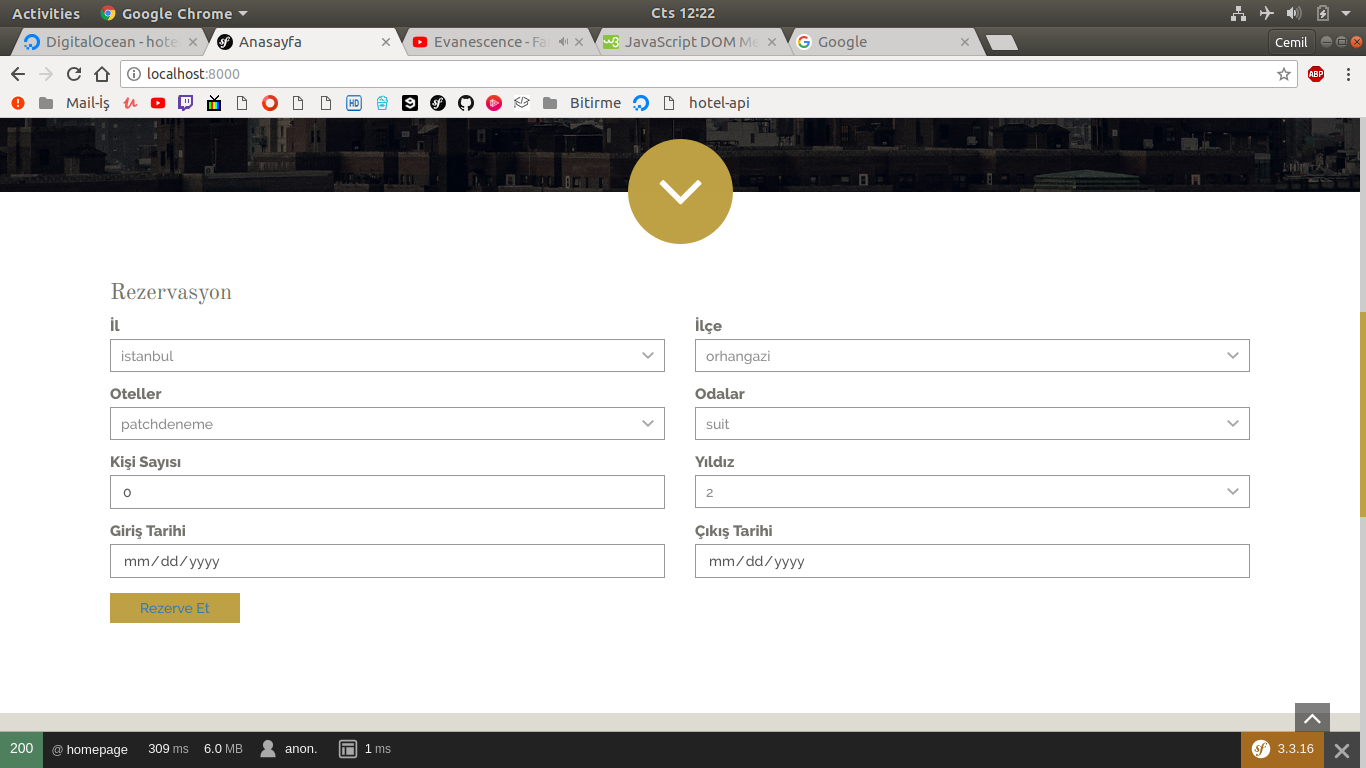 Activities Google Chrome Cts 12:22
DigitalOcean - hote Anasayfa Evanescence - Fa JavaScript DOM Me Google Cemil
localhost:8000 ABP
Mail-İş HD Bitirme hotel-api
Rezervasyon
İl İlçe
istanbul orhangazi
Oteller Odalar
patchdeneme suit
Kişi Sayısı Yıldız
0 2
Giriş Tarihi Çıkış Tarihi
mm/dd/yyyy mm/dd/yyyy
Rezerve Et
200 @ homepage 309 ms 6.0 MB anon. 1 ms sf 3.3.16